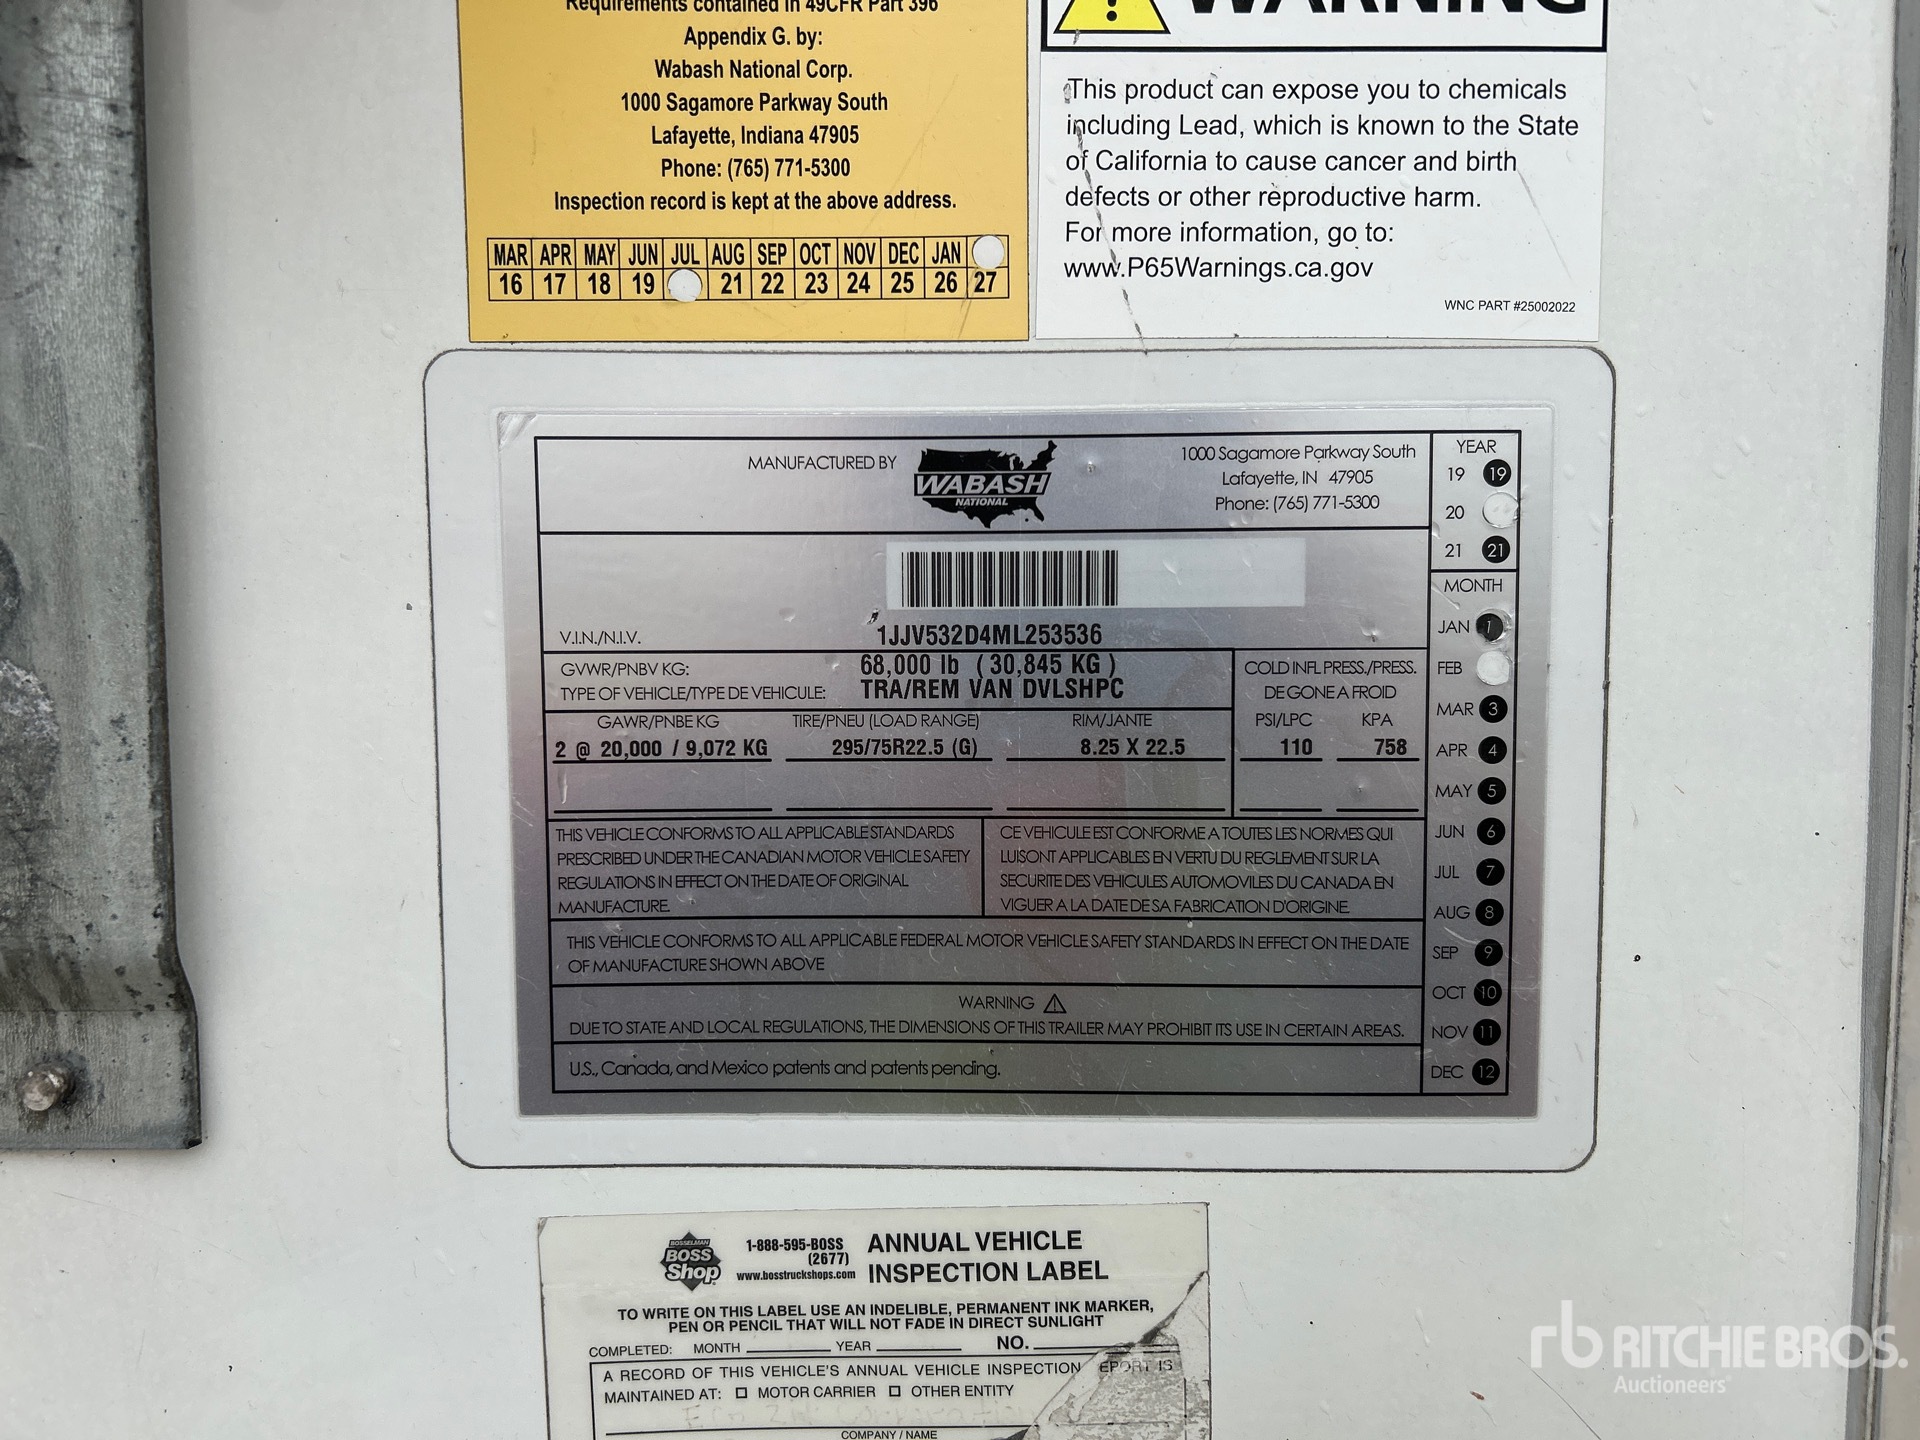 Requirements contained in 49CFR Part 396
Appendix G. by:
Wabash National Corp.
1000 Sagamore Parkway South
Lafayette, Indiana 47905
Phone: (765) 771-5300
Inspection record is kept at the above address.
MAR APR MAY JUN JUL AUG SEP OCT NOV DEC JAN
16 17 18 19 21 22 23 24 25 26 27
WARNING
This product can expose you to chemicals
including Lead, which is known to the State
of California to cause cancer and birth
defects or other reproductive harm.
For more information, go to:
www.P65Warnings.ca.gov
WNC PART #25002022
MANUFACTURED BY
WABASH
NATIONAL
1000 Sagamore Parkway South
Lafayette, IN 47905
Phone: (765) 771-5300
V.I.N./N.I.V. 1JJV532D4ML253536
GVWR/PNBV KG: 68,000 lb (30,845 KG)
TYPE OF VEHICLE/TYPE DE VEHICULE: TRA/REM VAN DVLSHPC
COLD INFL PRESS./PRESS.
DE GONE A FROID
GAWR/PNBE KG TIRE/PNEU (LOAD RANGE) RIM/JANTE PSI/LPC KPA
2 @ 20,000 / 9,072 KG 295/75R22.5 (G) 8.25 X 22.5 110 758
THIS VEHICLE CONFORMS TO ALL APPLICABLE STANDARDS
PRESCRIBED UNDER THE CANADIAN MOTOR VEHICLE SAFETY
REGULATIONS IN EFFECT ON THE DATE OF ORIGINAL
MANUFACTURE.
CE VEHICULE EST CONFORME A TOUTES LES NORMES QUI
LUISONT APPLICABLES EN VERTU DU REGLEMENT SUR LA
SECURITE DES VEHICULES AUTOMOVILES DU CANADA EN
VIGUER A LA DATE DE SA FABRICATION D'ORIGINE
THIS VEHICLE CONFORMS TO ALL APPLICABLE FEDERAL MOTOR VEHICLE SAFETY STANDARDS IN EFFECT ON THE DATE
OF MANUFACTURE SHOWN ABOVE
WARNING
DUE TO STATE AND LOCAL REGULATIONS, THE DIMENSIONS OF THIS TRAILER MAY PROHIBIT ITS USE IN CERTAIN AREAS.
U.S., Canada, and Mexico patents and patents pending.
YEAR
19 19
20
21 21
MONTH
JAN 1
FEB
MAR 3
APR 4
MAY 5
JUN 6
JUL 7
AUG 8
SEP 9
OCT 10
NOV 11
DEC 12
BOSSELMAN
BOSS
Shop
1-888-595-BOSS
(2677)
www.bosstruckshops.com
ANNUAL VEHICLE
INSPECTION LABEL
TO WRITE ON THIS LABEL USE AN INDELIBLE, PERMANENT INK MARKER,
PEN OR PENCIL THAT WILL NOT FADE IN DIRECT SUNLIGHT
COMPLETED: MONTH YEAR NO.
A RECORD OF THIS VEHICLE'S ANNUAL VEHICLE INSPECTION EPORT IS
MAINTAINED AT: MOTOR CARRIER OTHER ENTITY
COMPANY / NAME
rb RITCHIE BROS.
Auctioneers